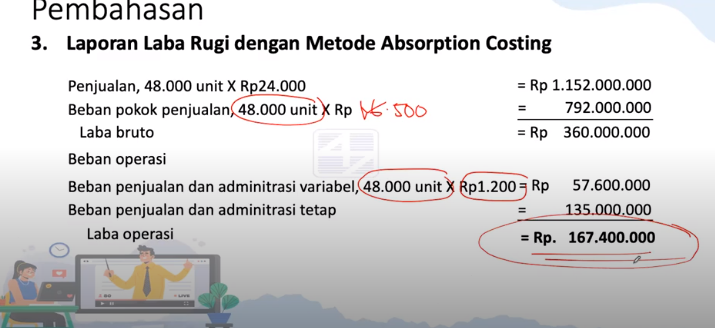 Pembahasan
3. Laporan Laba Rugi dengan Metode Absorption Costing
Penjualan, 48.000 unit X Rp24.000 = Rp 1.152.000.000
Beban pokok penjualan, 48.000 unit X Rp 16.500 = 792.000.000
Laba bruto = Rp 360.000.000
Beban operasi
Beban penjualan dan adminitrasi variabel, 48.000 unit X Rp1.200 = Rp 57.600.000
Beban penjualan dan adminitrasi tetap = 135.000.000
Laba operasi = Rp. 167.400.000
LIVE